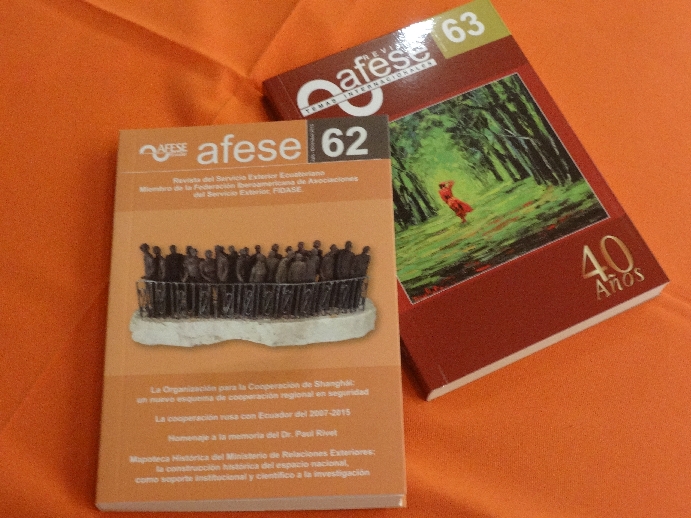 AFESE
afese
62
Revista del Servicio Exterior Ecuatoriano
Miembro de la Federación Iberoamericana de Asociaciones
del Servicio Exterior, FIDASE.
La Organización para la Cooperación de Shanghái:
un nuevo esquema de cooperación regional en seguridad
La cooperación rusa con Ecuador del 2007-2015
Homenaje a la memoria del Dr. Paul Rivet
Mapoteca Histórica del Ministerio de Relaciones Exteriores:
la construcción histórica del espacio nacional,
como soporte institucional y científico a la investigación
REVISTA
afese
TEMAS INTERNACIONALES
63
40
Años